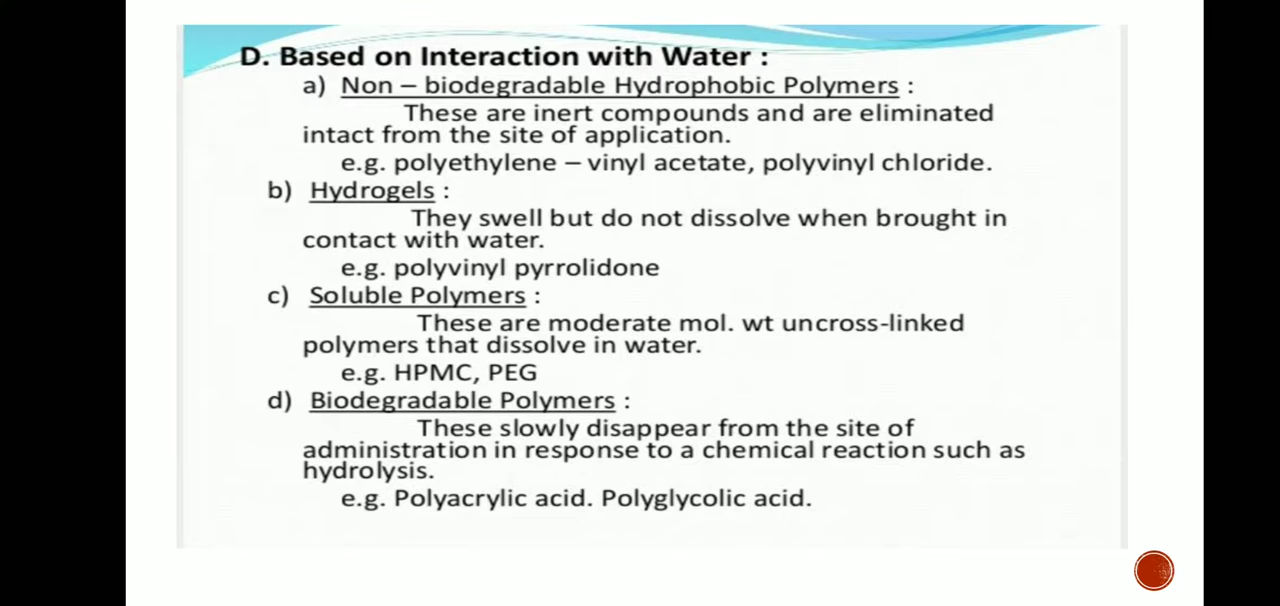 D. Based on Interaction with Water :
a) Non – biodegradable Hydrophobic Polymers :
These are inert compounds and are eliminated
intact from the site of application.
e.g. polyethylene – vinyl acetate, polyvinyl chloride.
b) Hydrogels :
They swell but do not dissolve when brought in
contact with water.
e.g. polyvinyl pyrrolidone
c) Soluble Polymers :
These are moderate mol. wt uncross-linked
polymers that dissolve in water.
e.g. HPMC, PEG
d) Biodegradable Polymers :
These slowly disappear from the site of
administration in response to a chemical reaction such as
hydrolysis.
e.g. Polyacrylic acid. Polyglycolic acid.